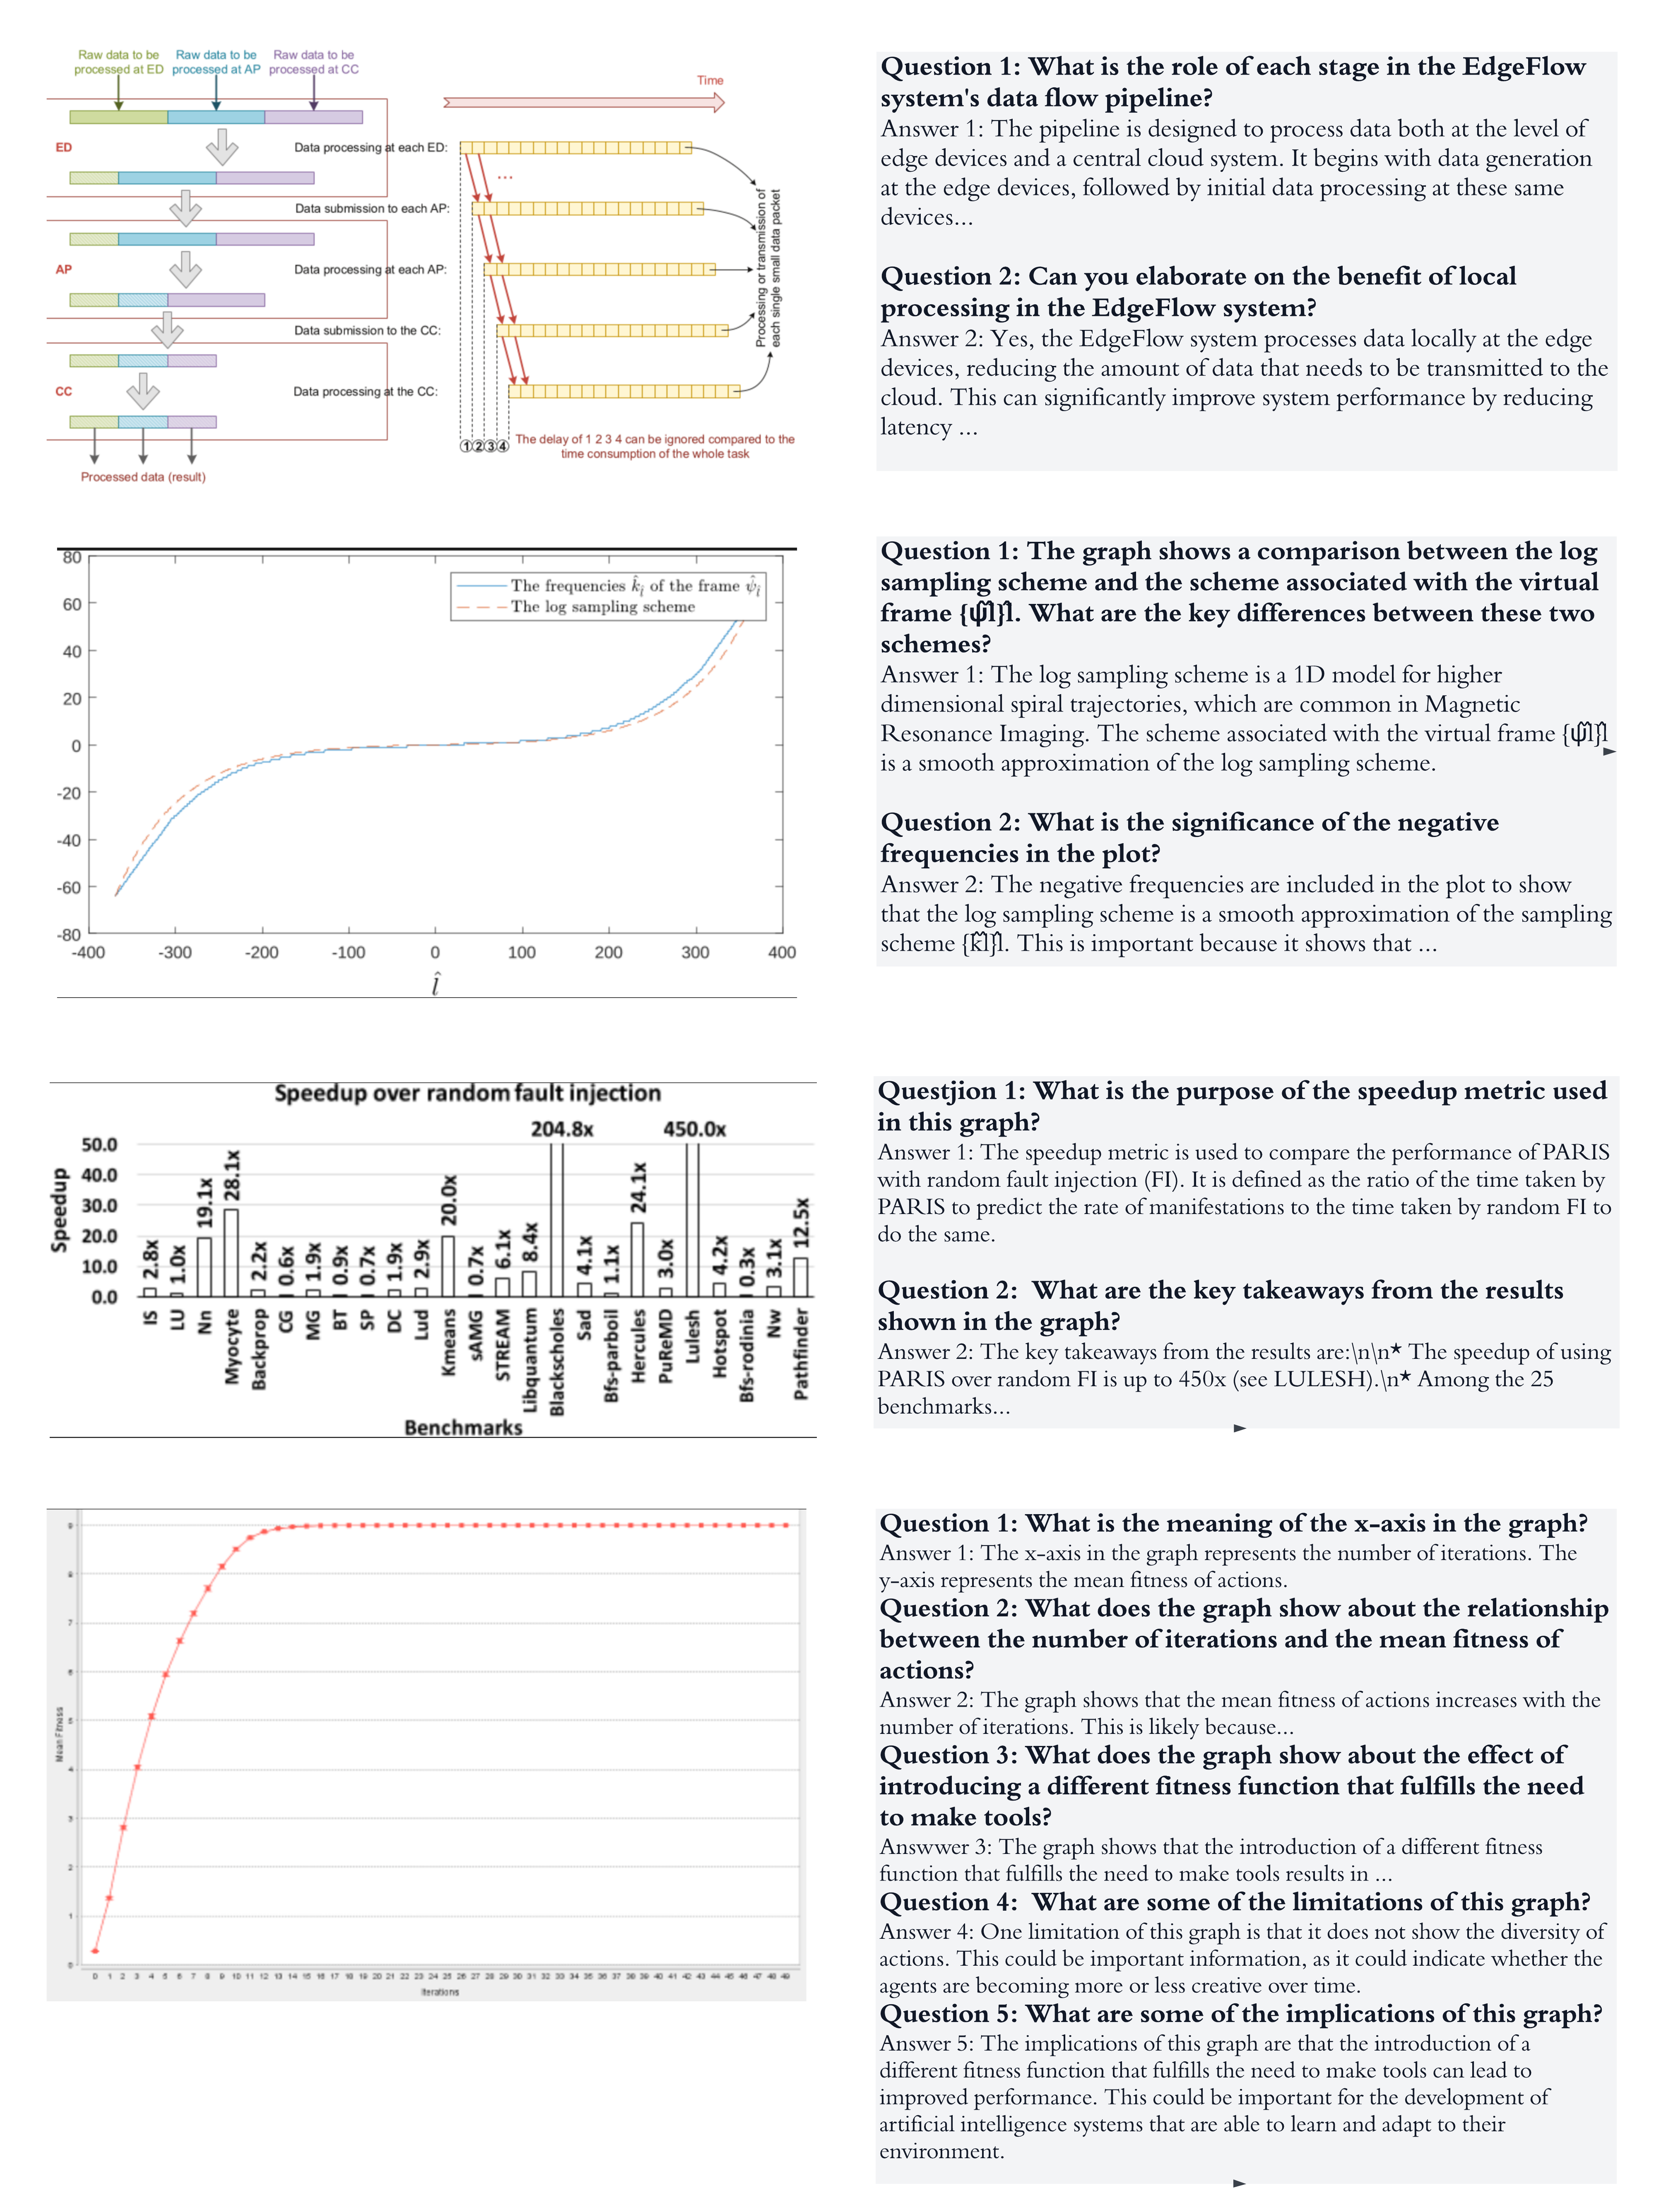 Raw data to be processed at ED
Raw data to be processed at AP
Raw data to be processed at CC
Time
ED
Data processing at each ED:
...
Data submission to each AP:
AP
Data processing at each AP:
Data submission to the CC:
CC
Data processing at the CC:
Processing or transmission of
each single small data packet
① ② ③ ④
The delay of 1 2 3 4 can be ignored compared to the
time consumption of the whole task
Processed data (result)
Question 1: What is the role of each stage in the EdgeFlow
system's data flow pipeline?
Answer 1: The pipeline is designed to process data both at the level of
edge devices and a central cloud system. It begins with data generation
at the edge devices, followed by initial data processing at these same
devices...
Question 2: Can you elaborate on the benefit of local
processing in the EdgeFlow system?
Answer 2: Yes, the EdgeFlow system processes data locally at the edge
devices, reducing the amount of data that needs to be transmitted to the
cloud. This can significantly improve system performance by reducing
latency ...
80
60
40
20
0
-20
-40
-60
-80
-400 -300 -200 -100 0 100 200 300 400
l̂
The frequencies k̂_l̂ of the frame ψ̂_l̂
The log sampling scheme
Question 1: The graph shows a comparison between the log
sampling scheme and the scheme associated with the virtual
frame {ψ̂l}̂l. What are the key differences between these two
schemes?
Answer 1: The log sampling scheme is a 1D model for higher
dimensional spiral trajectories, which are common in Magnetic
Resonance Imaging. The scheme associated with the virtual frame {ψ̂l}̂l
is a smooth approximation of the log sampling scheme.
Question 2: What is the significance of the negative
frequencies in the plot?
Answer 2: The negative frequencies are included in the plot to show
that the log sampling scheme is a smooth approximation of the sampling
scheme {k̂l}̂l. This is important because it shows that ...
Speedup over random fault injection
204.8x 450.0x
Speedup
50.0
40.0
30.0
20.0
10.0
0.0
2.8x 1.0x 19.1x 28.1x 2.2x 0.6x 1.9x 0.9x 0.7x 1.9x 2.9x 20.0x 0.7x 6.1x 8.4x 4.1x 1.1x 24.1x 3.0x 4.2x 0.3x 3.1x 12.5x
IS LU Nn Myocyte Backprop CG MG BT SP DC Lud Kmeans sAMG STREAM Libquantum Blackscholes Sad Bfs-parboil Hercules PuReMD Lulesh Hotspot Bfs-rodinia Nw Pathfinder
Benchmarks
Questjion 1: What is the purpose of the speedup metric used
in this graph?
Answer 1: The speedup metric is used to compare the performance of PARIS
with random fault injection (FI). It is defined as the ratio of the time taken by
PARIS to predict the rate of manifestations to the time taken by random FI to
do the same.
Question 2: What are the key takeaways from the results
shown in the graph?
Answer 2: The key takeaways from the results are:\n\n★ The speedup of using
PARIS over random FI is up to 450x (see LULESH).\n★ Among the 25
benchmarks...
Mean Fitness
9
8
7
6
5
4
3
2
1
0
0 1 2 3 4 5 6 7 8 9 10 11 12 13 14 15 16 17 18 19 20 21 22 23 24 25 26 27 28 29 30 31 32 33 34 35 36 37 38 39 40 41 42 43 44 45 46 47 48 49
Iterations
Question 1: What is the meaning of the x-axis in the graph?
Answer 1: The x-axis in the graph represents the number of iterations. The
y-axis represents the mean fitness of actions.
Question 2: What does the graph show about the relationship
between the number of iterations and the mean fitness of
actions?
Answer 2: The graph shows that the mean fitness of actions increases with the
number of iterations. This is likely because...
Question 3: What does the graph show about the effect of
introducing a different fitness function that fulfills the need
to make tools?
Answwer 3: The graph shows that the introduction of a different fitness
function that fulfills the need to make tools results in ...
Question 4: What are some of the limitations of this graph?
Answer 4: One limitation of this graph is that it does not show the diversity of
actions. This could be important information, as it could indicate whether the
agents are becoming more or less creative over time.
Question 5: What are some of the implications of this graph?
Answer 5: The implications of this graph are that the introduction of a
different fitness function that fulfills the need to make tools can lead to
improved performance. This could be important for the development of
artificial intelligence systems that are able to learn and adapt to their
environment.